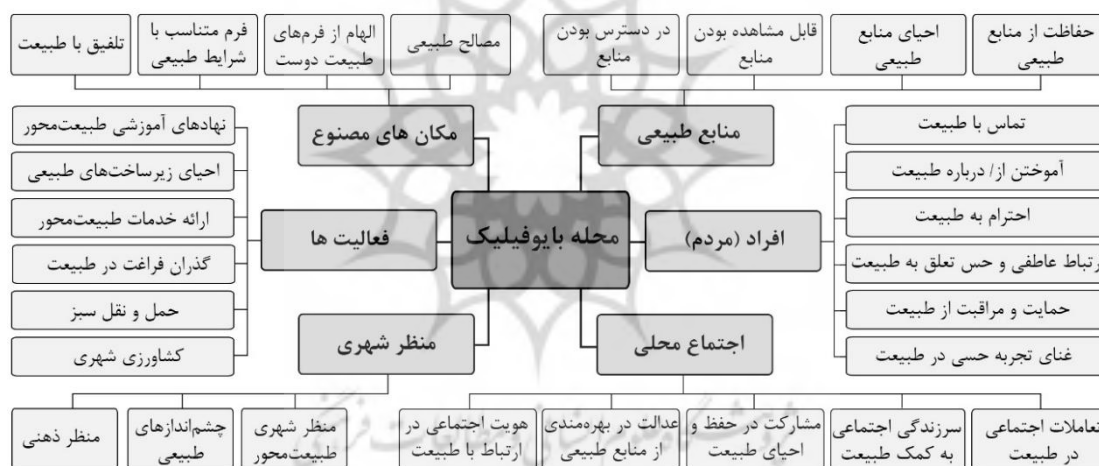 حفاظت از منابع
طبیعی
احیای منابع
طبیعی
قابل مشاهده بودن
منابع
در دسترس بودن
منابع
مصالح طبیعی
الهام از فرم‌های
طبیعت دوست
فرم متناسب با
شرایط طبیعی
تلفیق با طبیعت
منابع طبیعی
مکان های مصنوع
تماس با طبیعت
آموختن از/ درباره طبیعت
احترام به طبیعت
ارتباط عاطفی و حس تعلق به طبیعت
حمایت و مراقبت از طبیعت
غنای تجربه حسی در طبیعت
افراد (مردم)
محله بایوفیلیک
فعالیت ها
نهادهای آموزشی طبیعت‌محور
احیای زیرساخت‌های طبیعی
ارائه خدمات طبیعت‌محور
گذران فراغت در طبیعت
حمل و نقل سبز
کشاورزی شهری
اجتماع محلی
منظر شهری
تعاملات اجتماعی
در طبیعت
سرزندگی اجتماعی
به کمک طبیعت
مشارکت در حفظ و
احیای طبیعت
عدالت در بهره‌مندی
از منابع طبیعی
هویت اجتماعی در
ارتباط با طبیعت
منظر شهری
طبیعت‌محور
چشم‌اندازهای
طبیعی
منظر ذهنی